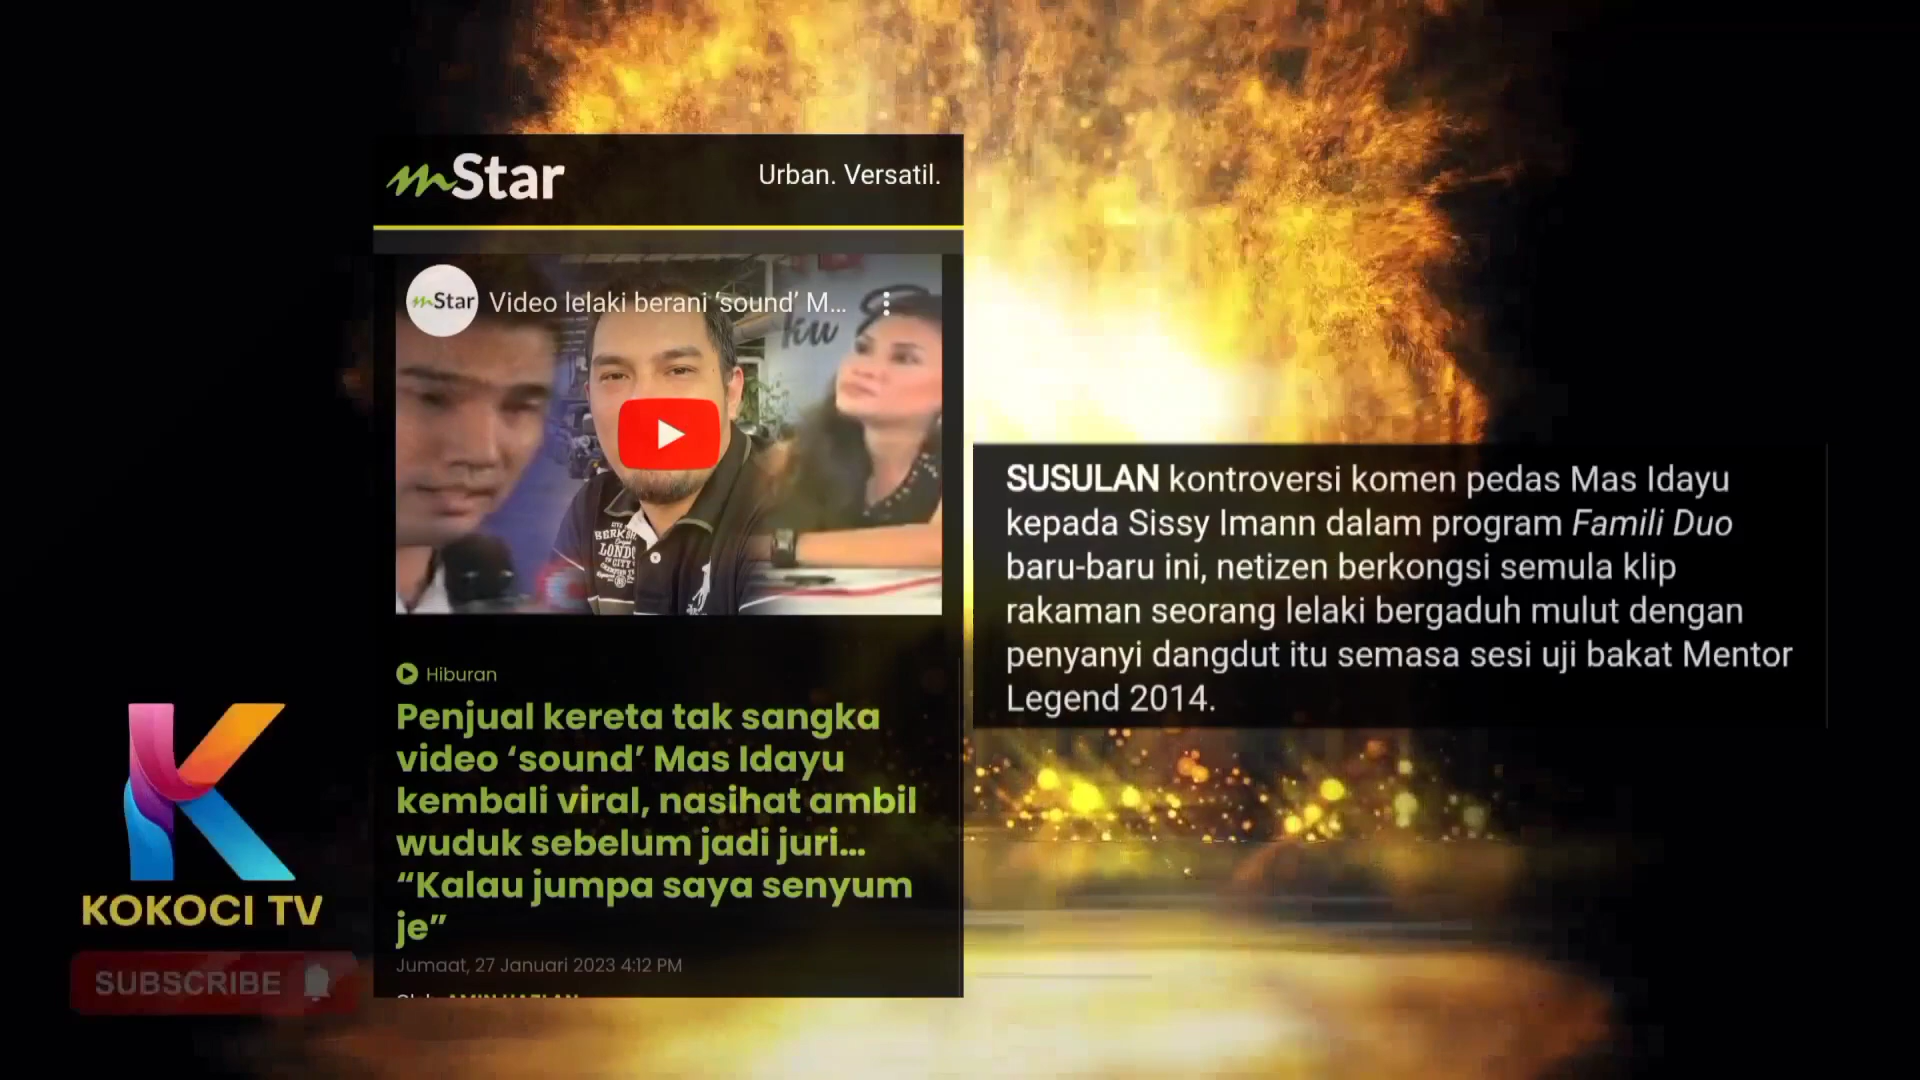 mStar
Urban. Versatil.
mStar
Video lelaki berani ‘sound’ M...
BERK
LOND
Hiburan
Penjual kereta tak sangka
video ‘sound’ Mas Idayu
kembali viral, nasihat ambil
wuduk sebelum jadi juri...
“Kalau jumpa saya senyum
je”
Jumaat, 27 Januari 2023 4:12 PM
SUSULAN kontroversi komen pedas Mas Idayu
kepada Sissy Imann dalam program Famili Duo
baru-baru ini, netizen berkongsi semula klip
rakaman seorang lelaki bergaduh mulut dengan
penyanyi dangdut itu semasa sesi uji bakat Mentor
Legend 2014.
KOKOCI TV
SUBSCRIBE